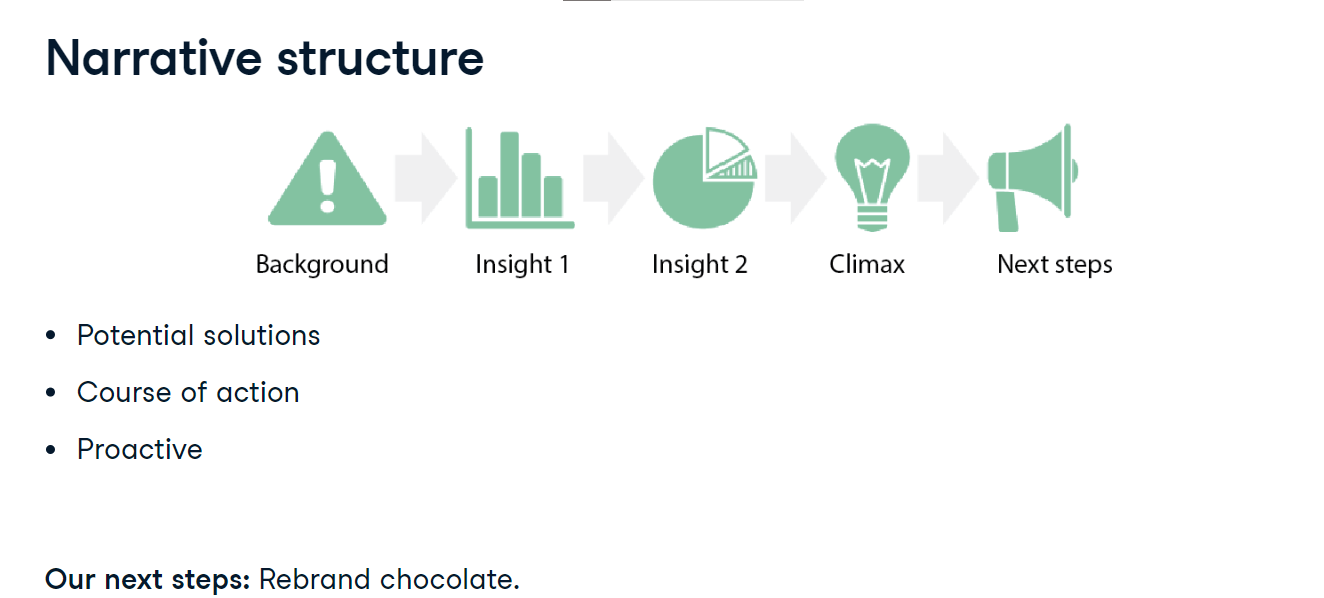 Narrative structure
Background Insight 1 Insight 2 Climax Next steps
• Potential solutions
• Course of action
• Proactive
Our next steps: Rebrand chocolate.